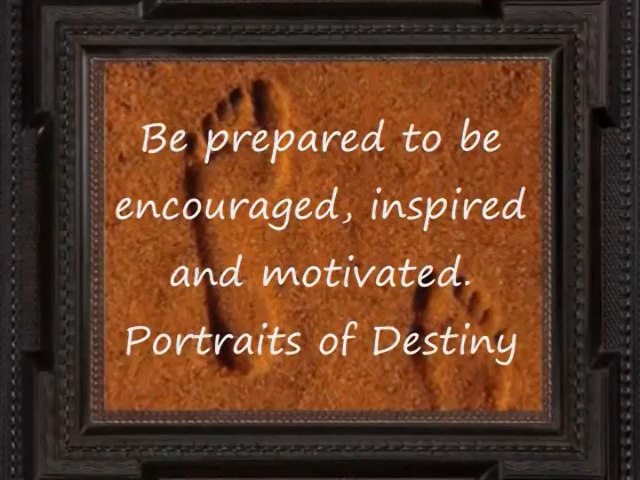 Be prepared to be
encouraged, inspired
and motivated.
Portraits of Destiny